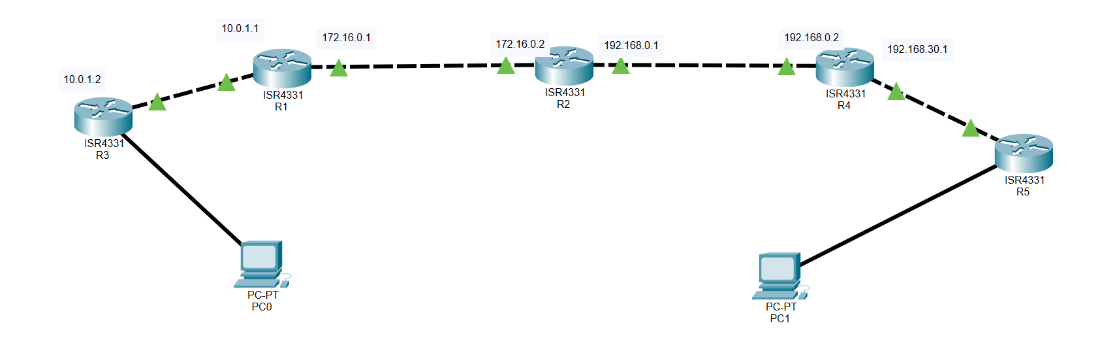 10.0.1.1
172.16.0.1
172.16.0.2
192.168.0.1
192.168.0.2
192.168.30.1
10.0.1.2
ISR4331
R1
ISR4331
R2
ISR4331
R4
ISR4331
R3
ISR4331
R5
PC-PT
PC0
PC-PT
PC1